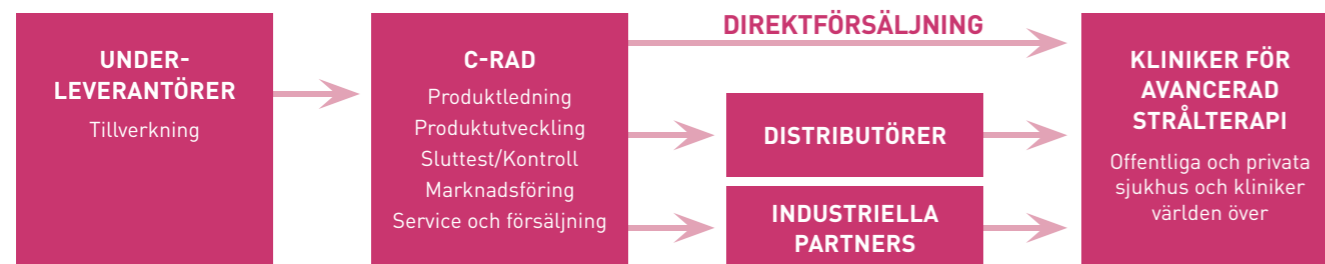 UNDER-
LEVERANTÖRER
Tillverkning
C-RAD
Produktledning
Produktutveckling
Sluttest/Kontroll
Marknadsföring
Service och försäljning
DIREKTFÖRSÄLJNING
DISTRIBUTÖRER
INDUSTRIELLA
PARTNERS
KLINIKER FÖR
AVANCERAD
STRÅLTERAPI
Offentliga och privata
sjukhus och kliniker
världen över